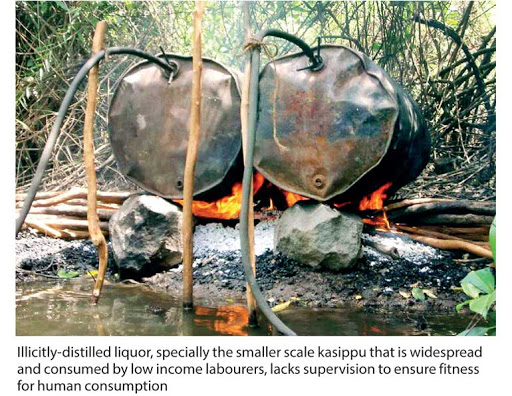 Illicitly-distilled liquor, specially the smaller scale kasippu that is widespread
and consumed by low income labourers, lacks supervision to ensure fitness
for human consumption